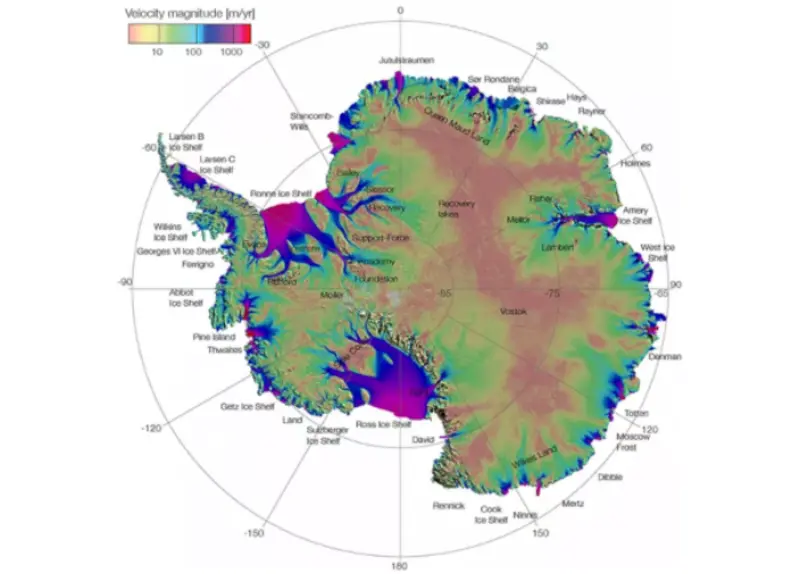 Velocity magnitude [m/yr]
10 100 1000
0
30
60
90
120
150
180
-150
-120
-90
-60
-30
Jutulstraumen
Sør Rondane
Belgica
Shirase
Hays
Rayner
Queen Maud Land
Holmes
Stancomb-
Wills
Larsen B
Ice Shelf
Larsen C
Ice Shelf
Bailey
Slessor
Recovery
Ronne Ice Shelf
Recovery
lakes
Fisher
Mellor
Lambert
Amery
Ice Shelf
Wilkins
Ice Shelf
Georges VI Ice Shelf
Ferrigno
Support-Force
Academy
Foundation
West Ice
Shelf
Abbot
Ice Shelf
Moller
-85
-75
-65
Vostok
Pine Island
Thwaites
Denman
Getz Ice Shelf
Land
Sulzberger
Ice Shelf
Ross Ice Shelf
David
Totten
Moscow
Frost
Wilkes Land
Dibble
Mertz
Ninnis
Cook
Ice Shelf
Rennick